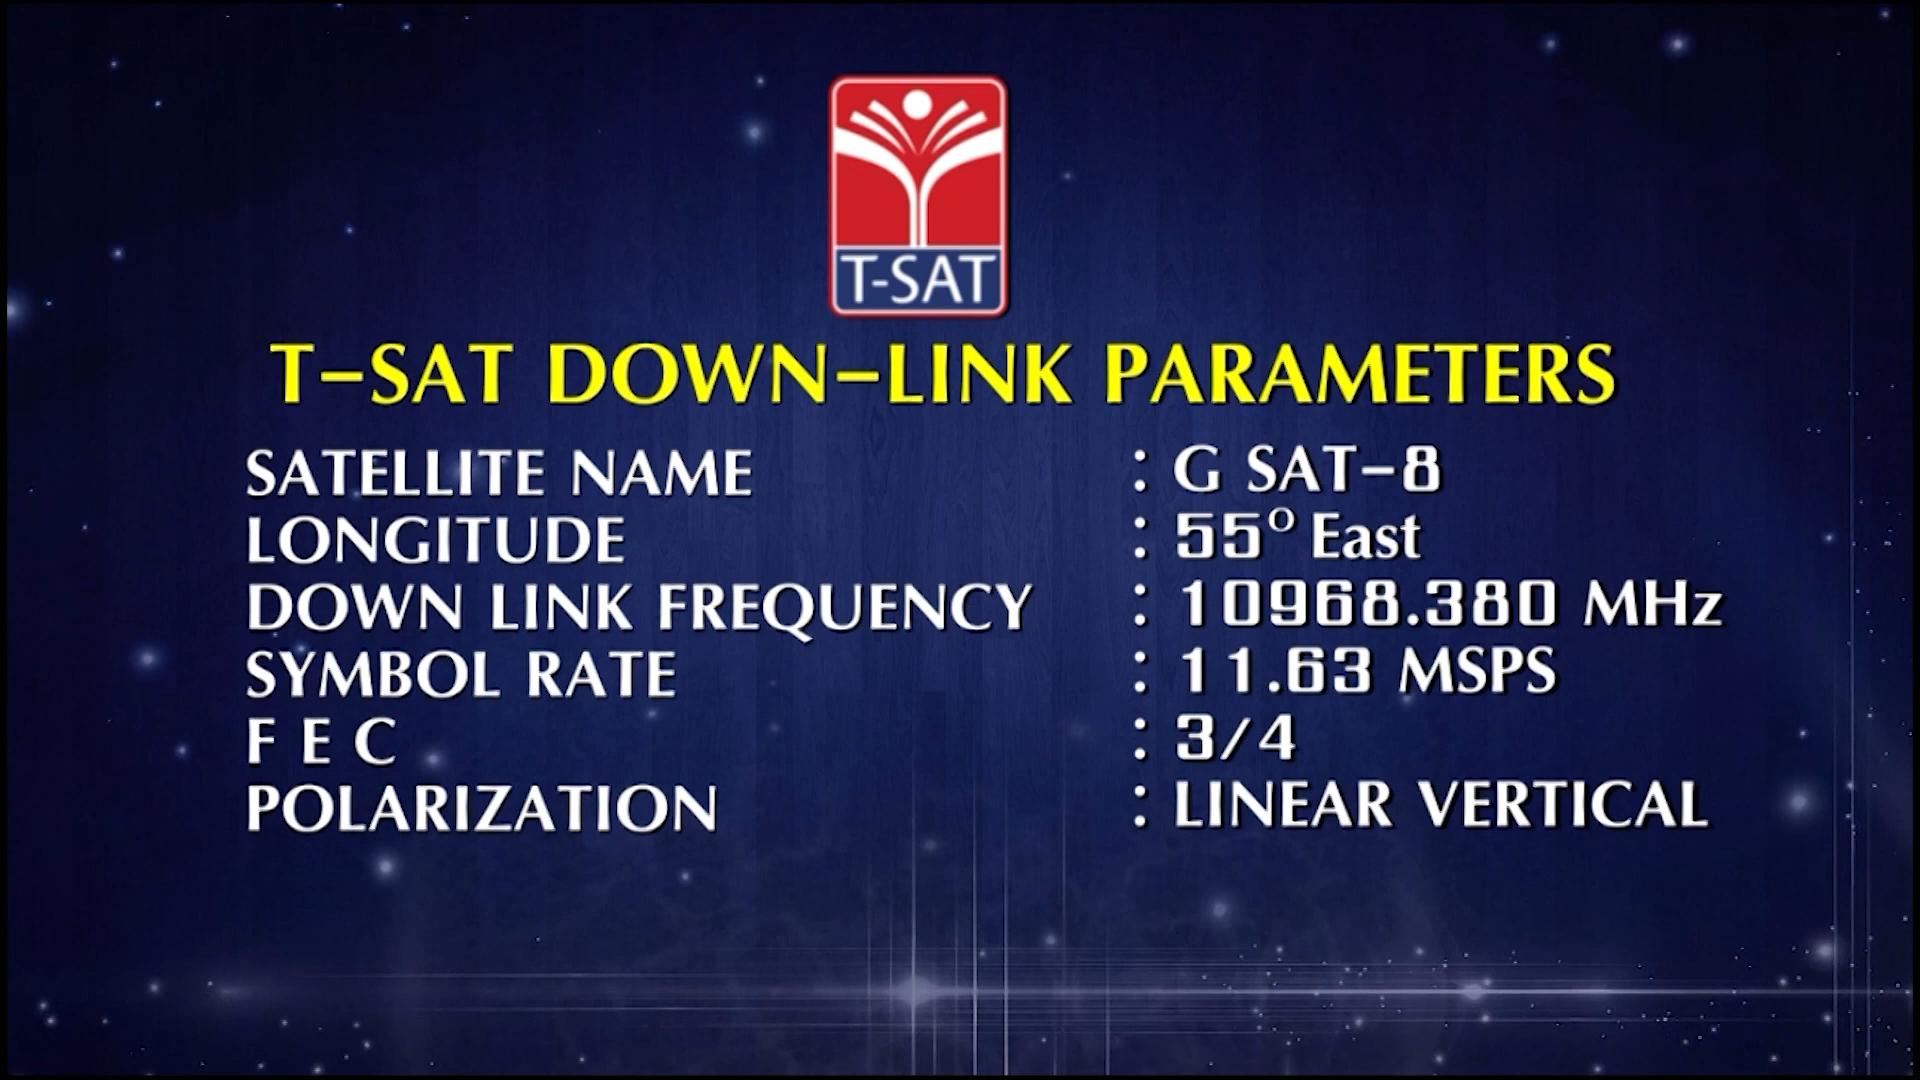 T-SAT
T-SAT DOWN-LINK PARAMETERS
SATELLITE NAME : G SAT-8
LONGITUDE : 55° East
DOWN LINK FREQUENCY : 10968.380 MHz
SYMBOL RATE : 11.63 MSPS
F E C : 3/4
POLARIZATION : LINEAR VERTICAL